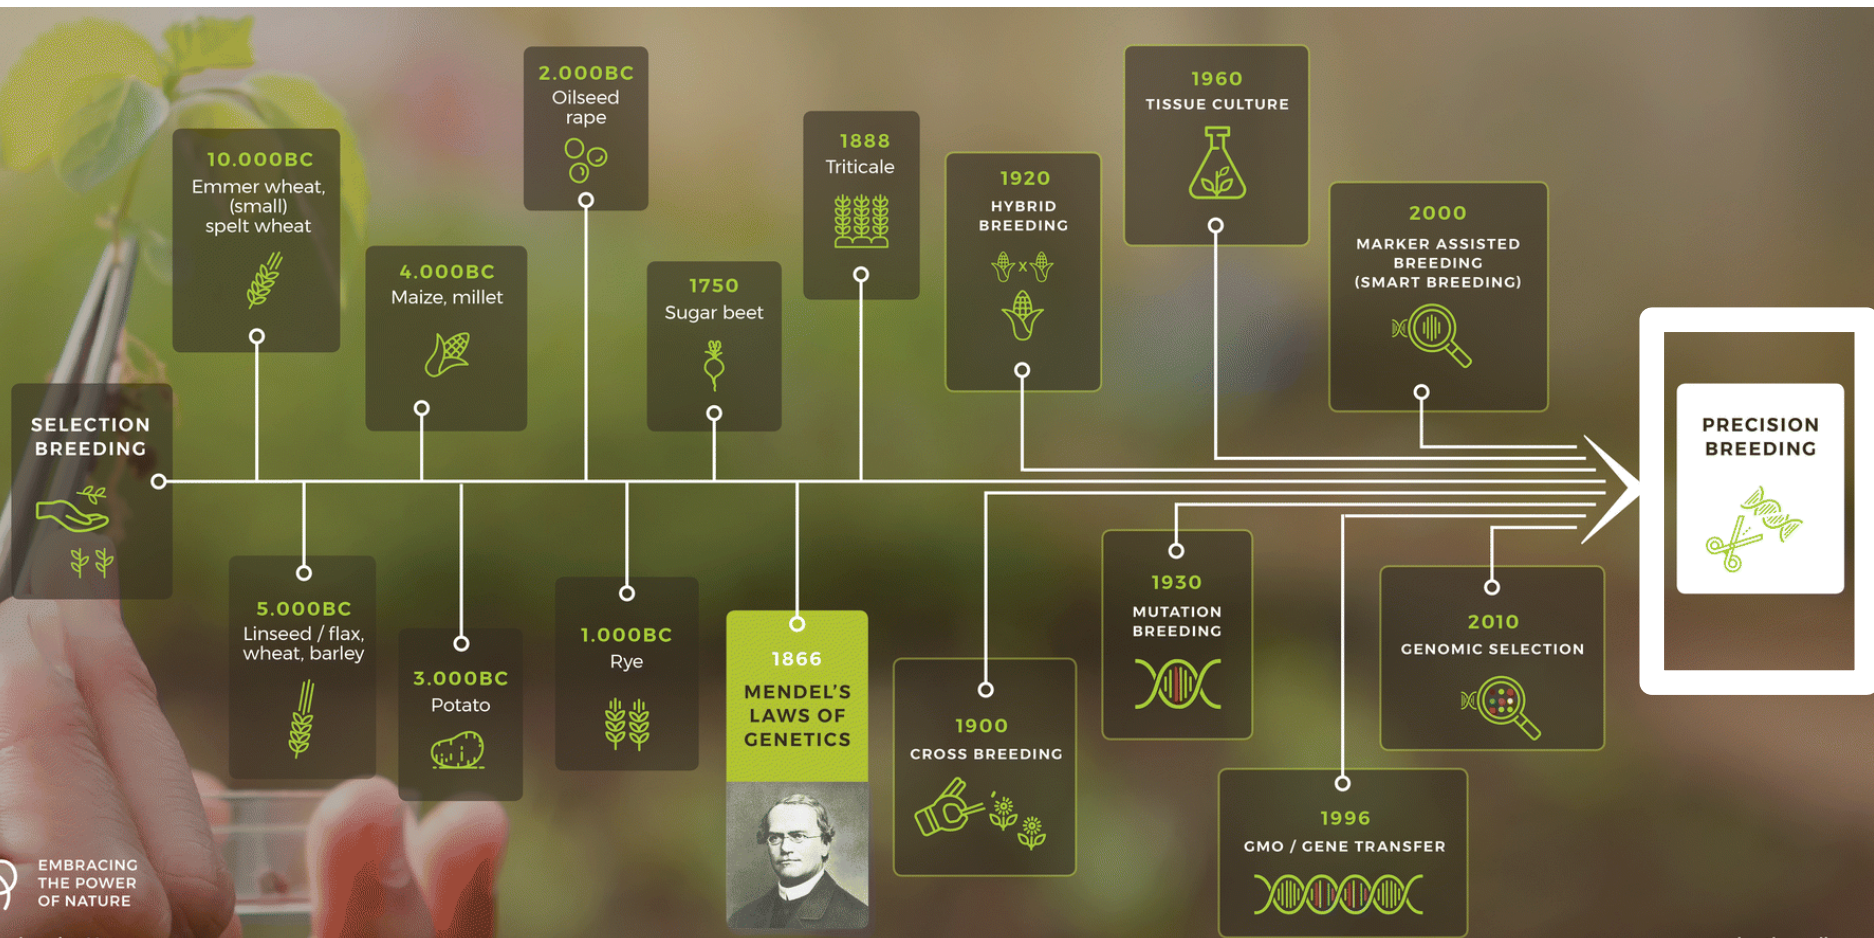 SELECTION
BREEDING
10.000BC
Emmer wheat,
(small)
spelt wheat
5.000BC
Linseed / flax,
wheat, barley
4.000BC
Maize, millet
3.000BC
Potato
2.000BC
Oilseed
rape
1.000BC
Rye
1750
Sugar beet
1866
MENDEL'S
LAWS OF
GENETICS
1888
Triticale
1900
CROSS BREEDING
1920
HYBRID
BREEDING
X
1930
MUTATION
BREEDING
1960
TISSUE CULTURE
1996
GMO / GENE TRANSFER
2000
MARKER ASSISTED
BREEDING
(SMART BREEDING)
2010
GENOMIC SELECTION
PRECISION
BREEDING
EMBRACING
THE POWER
OF NATURE